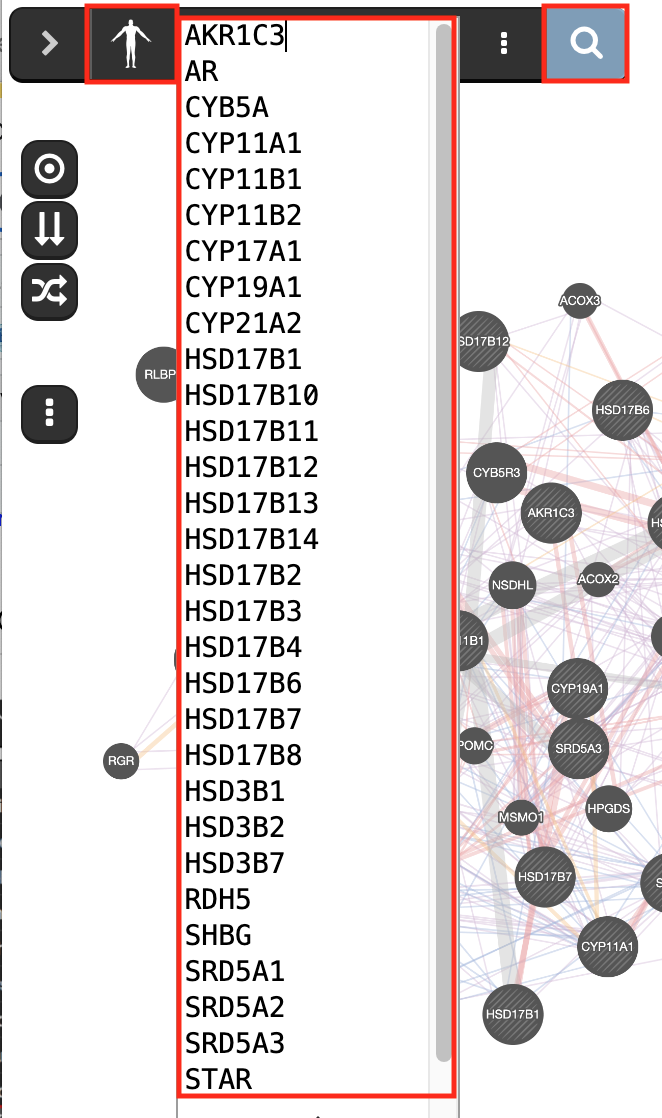 AKR1C3
AR
CYB5A
CYP11A1
CYP11B1
CYP11B2
CYP17A1
CYP19A1
CYP21A2
HSD17B1
HSD17B10
HSD17B11
HSD17B12
HSD17B13
HSD17B14
HSD17B2
HSD17B3
HSD17B4
HSD17B6
HSD17B7
HSD17B8
HSD3B1
HSD3B2
HSD3B7
RDH5
SHBG
SRD5A1
SRD5A2
SRD5A3
STAR
RLBP
RGR
ACOX3
SD17B12
HSD17B6
CYB5R3
AKR1C3
HS
NSDHL
ACOX2
1B1
CYP19A1
POMC
SRD5A3
MSMO1
HPGDS
HSD17B7
S
CYP11A1
HSD17B1